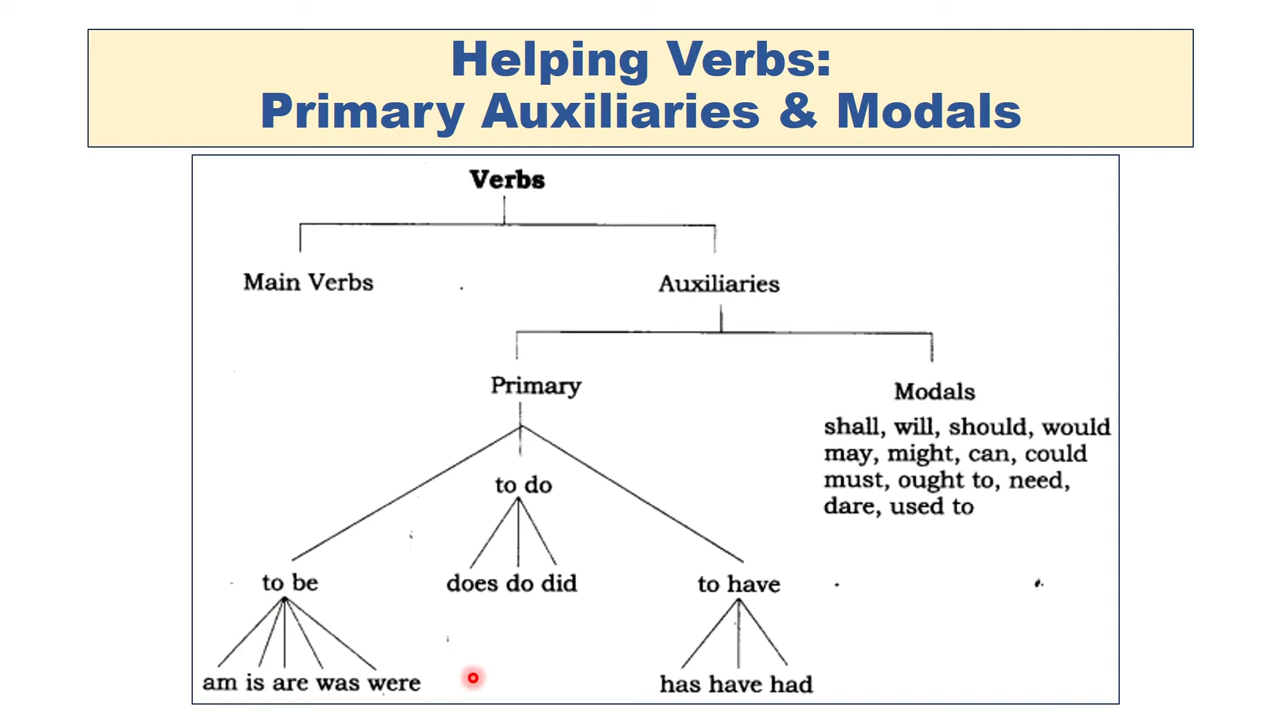 Helping Verbs:
Primary Auxiliaries & Modals
Verbs
Main Verbs
Auxiliaries
Primary
Modals
shall, will, should, would
may, might, can, could
must, ought to, need,
dare, used to
to do
does do did
to be
to have
am is are was were
has have had